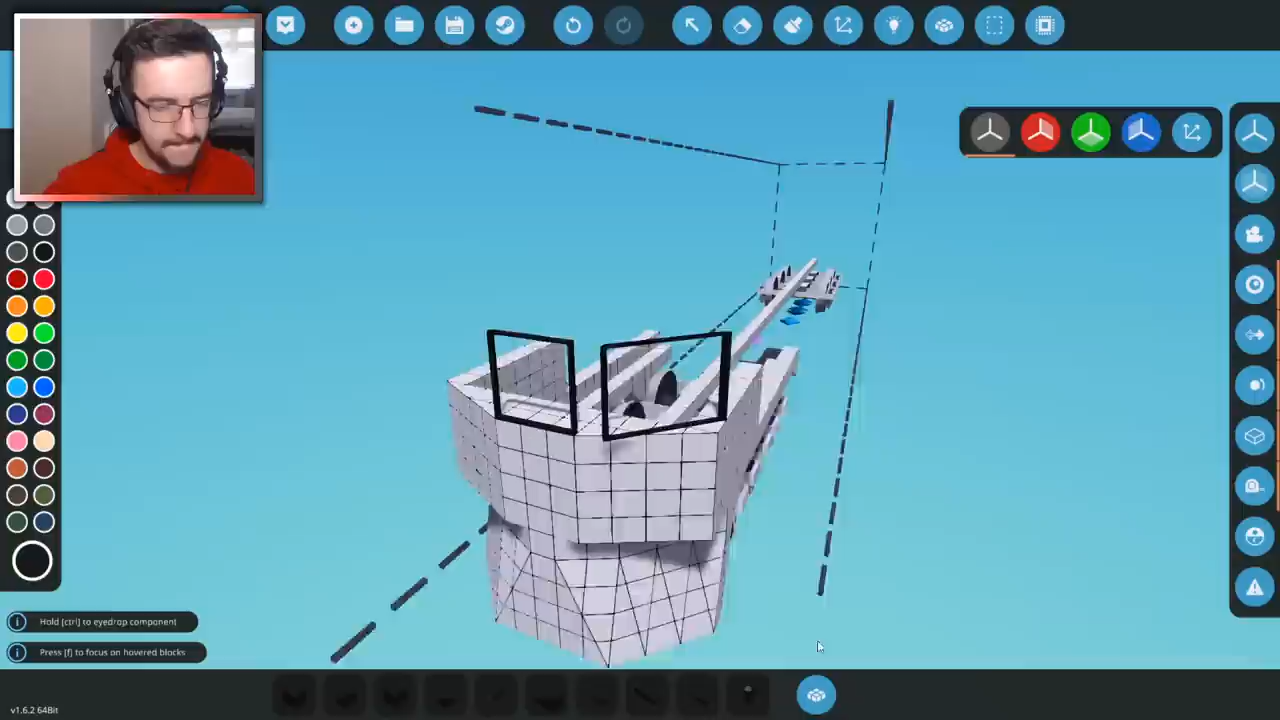 Hold [ctrl] to eyedrop component
Press [f] to focus on hovered blocks
v1.6.2 64Bit